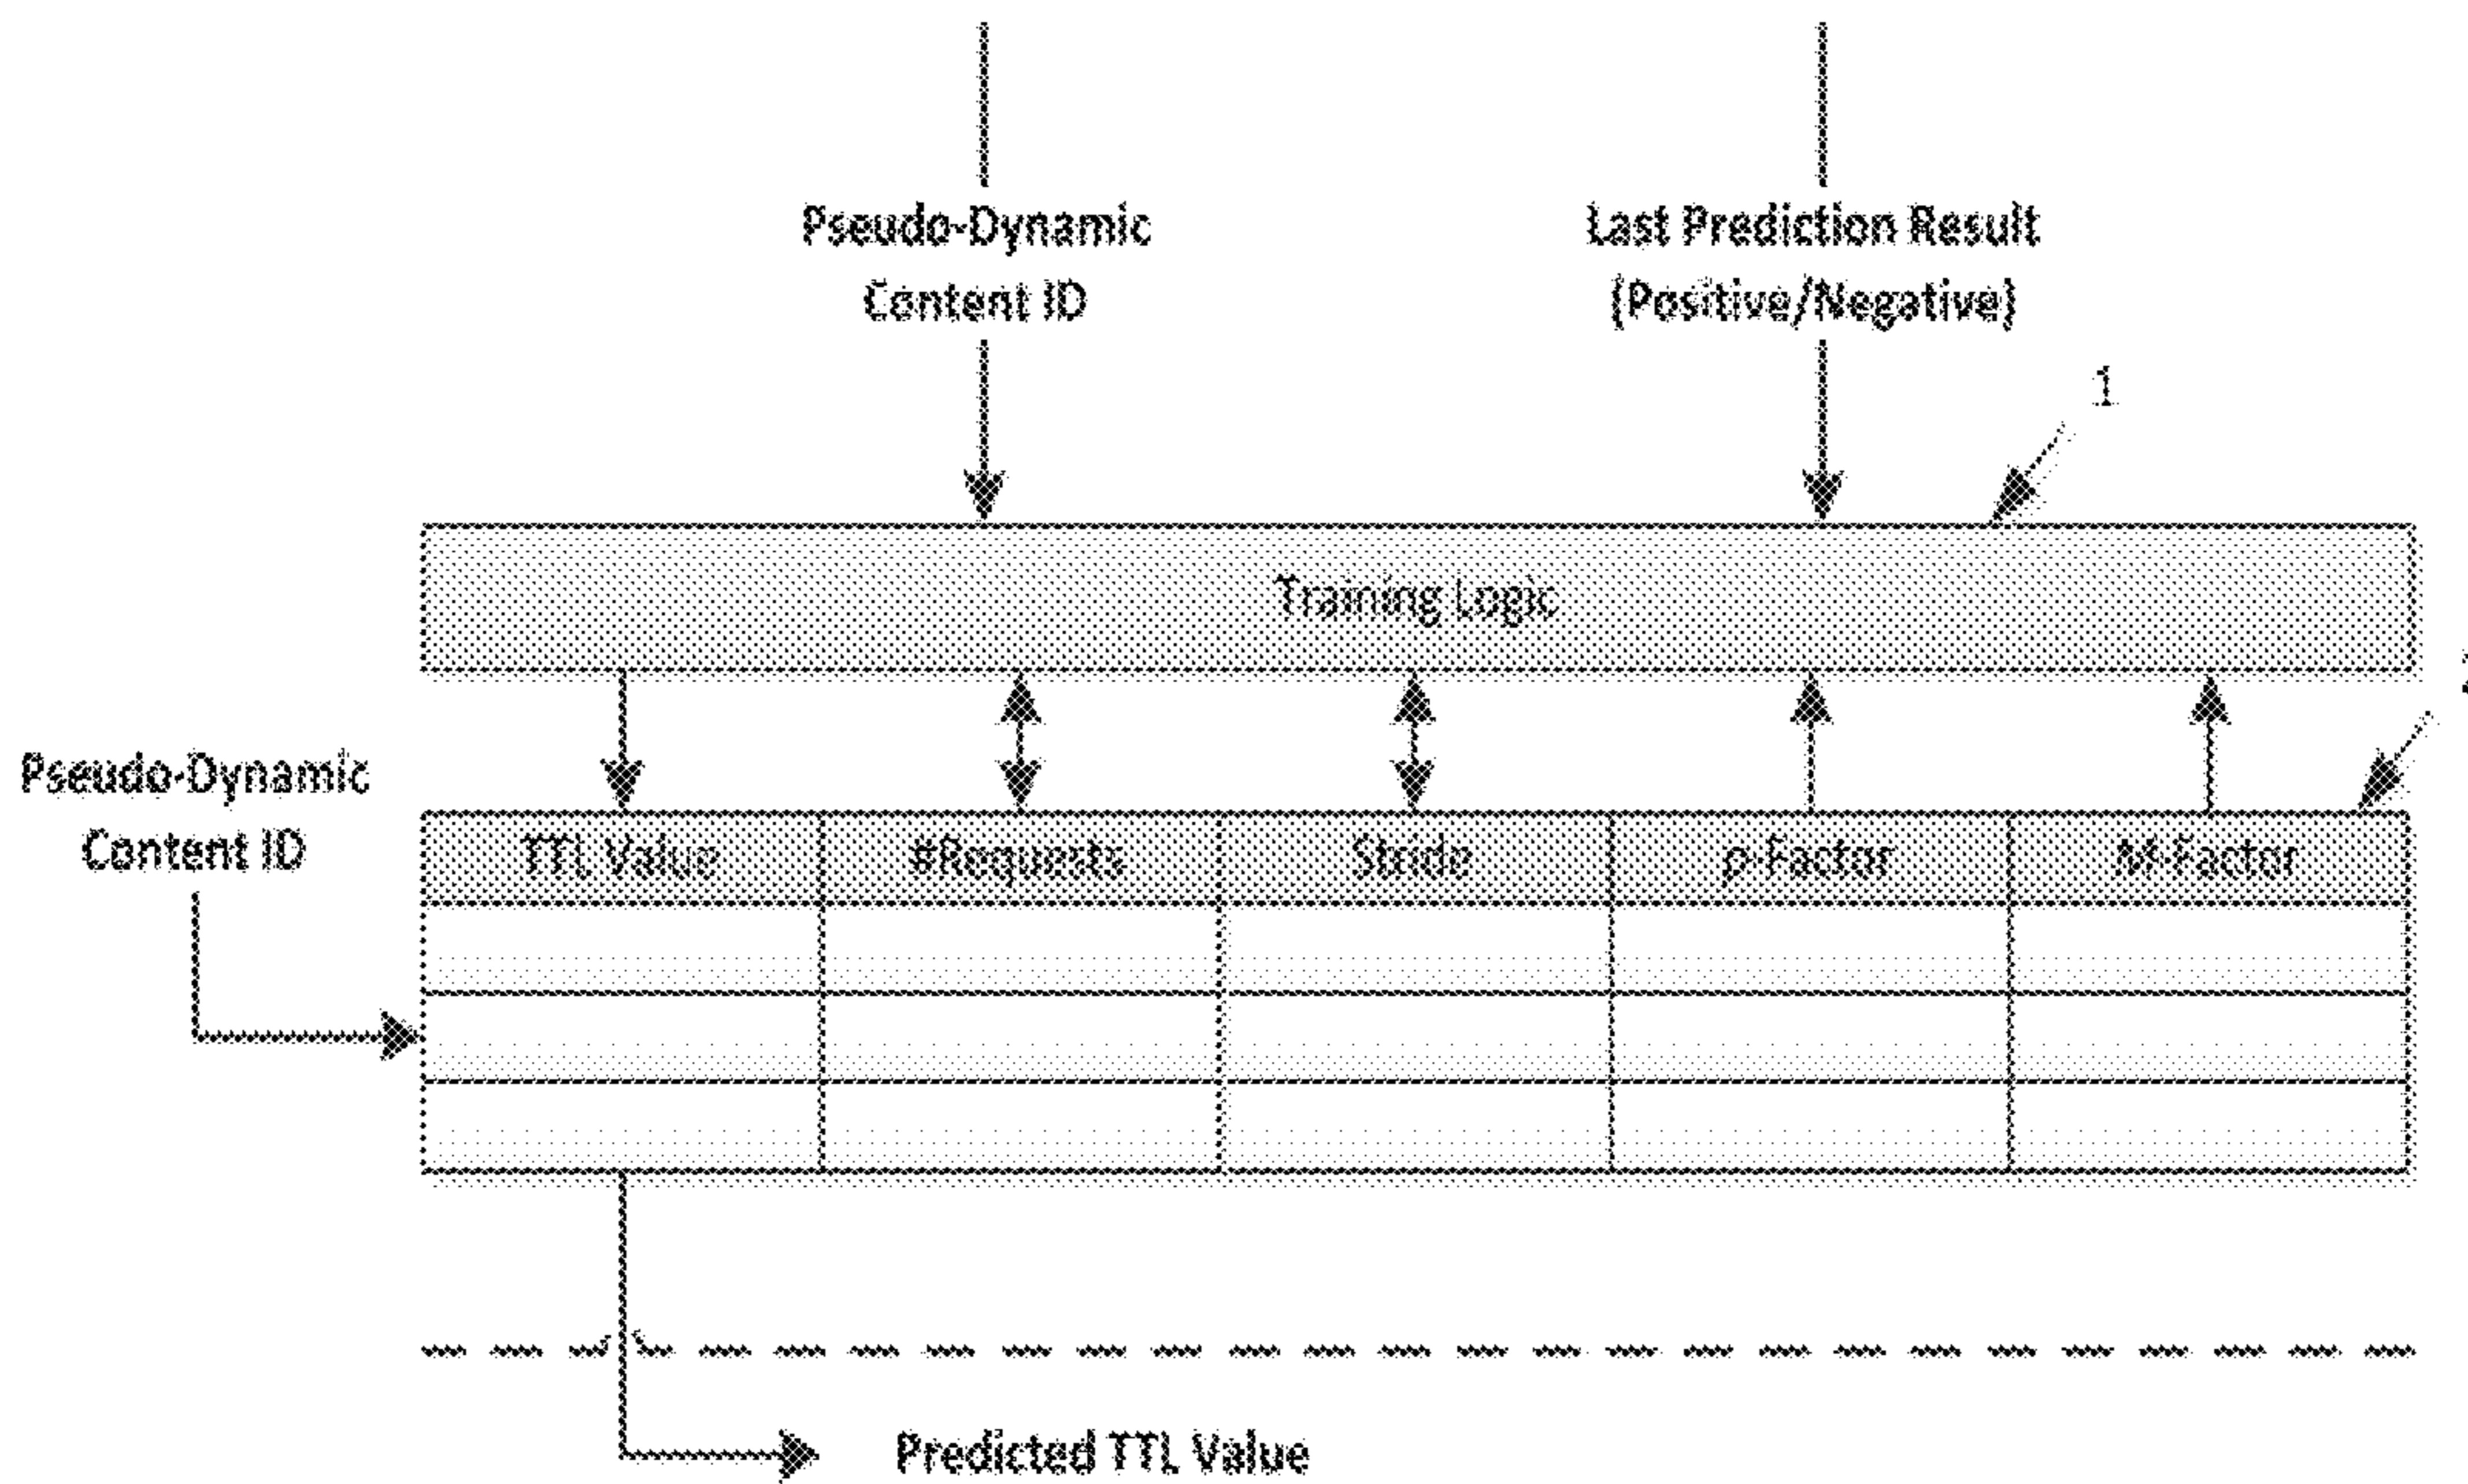 Pseudo-Dynamic
Content ID
Last Prediction Result
(Positive/Negative)
1
Training Logic
2
Pseudo-Dynamic
Content ID
TTL Value
#Requests
Stride
ρ-Factor
M-Factor
Predicted TTL Value